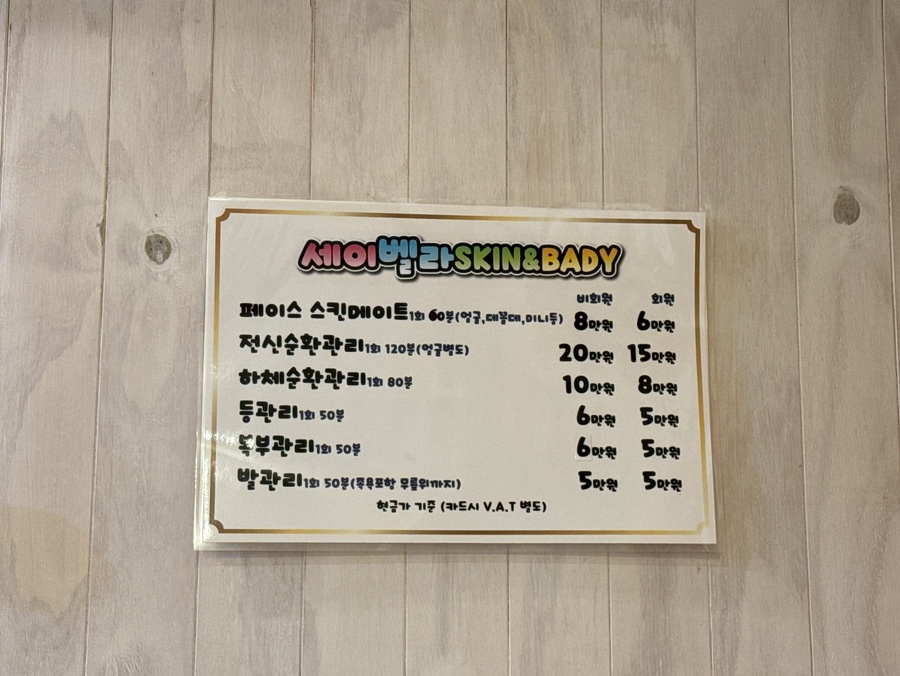 세이벨라SKIN&BADY
비회원 회원
페이스 스킨메이트1회 60분(얼굴,데꼴데,미니등) 8만원 6만원
전신순환관리1회 120분(얼굴별도) 20만원 15만원
하체순환관리1회 80분 10만원 8만원
등관리1회 50분 6만원 5만원
복부관리1회 50분 6만원 5만원
발관리1회 50분(족욕포함 무릎위까지) 5만원 5만원
현금가 기준 (카드시 V.A.T 별도)